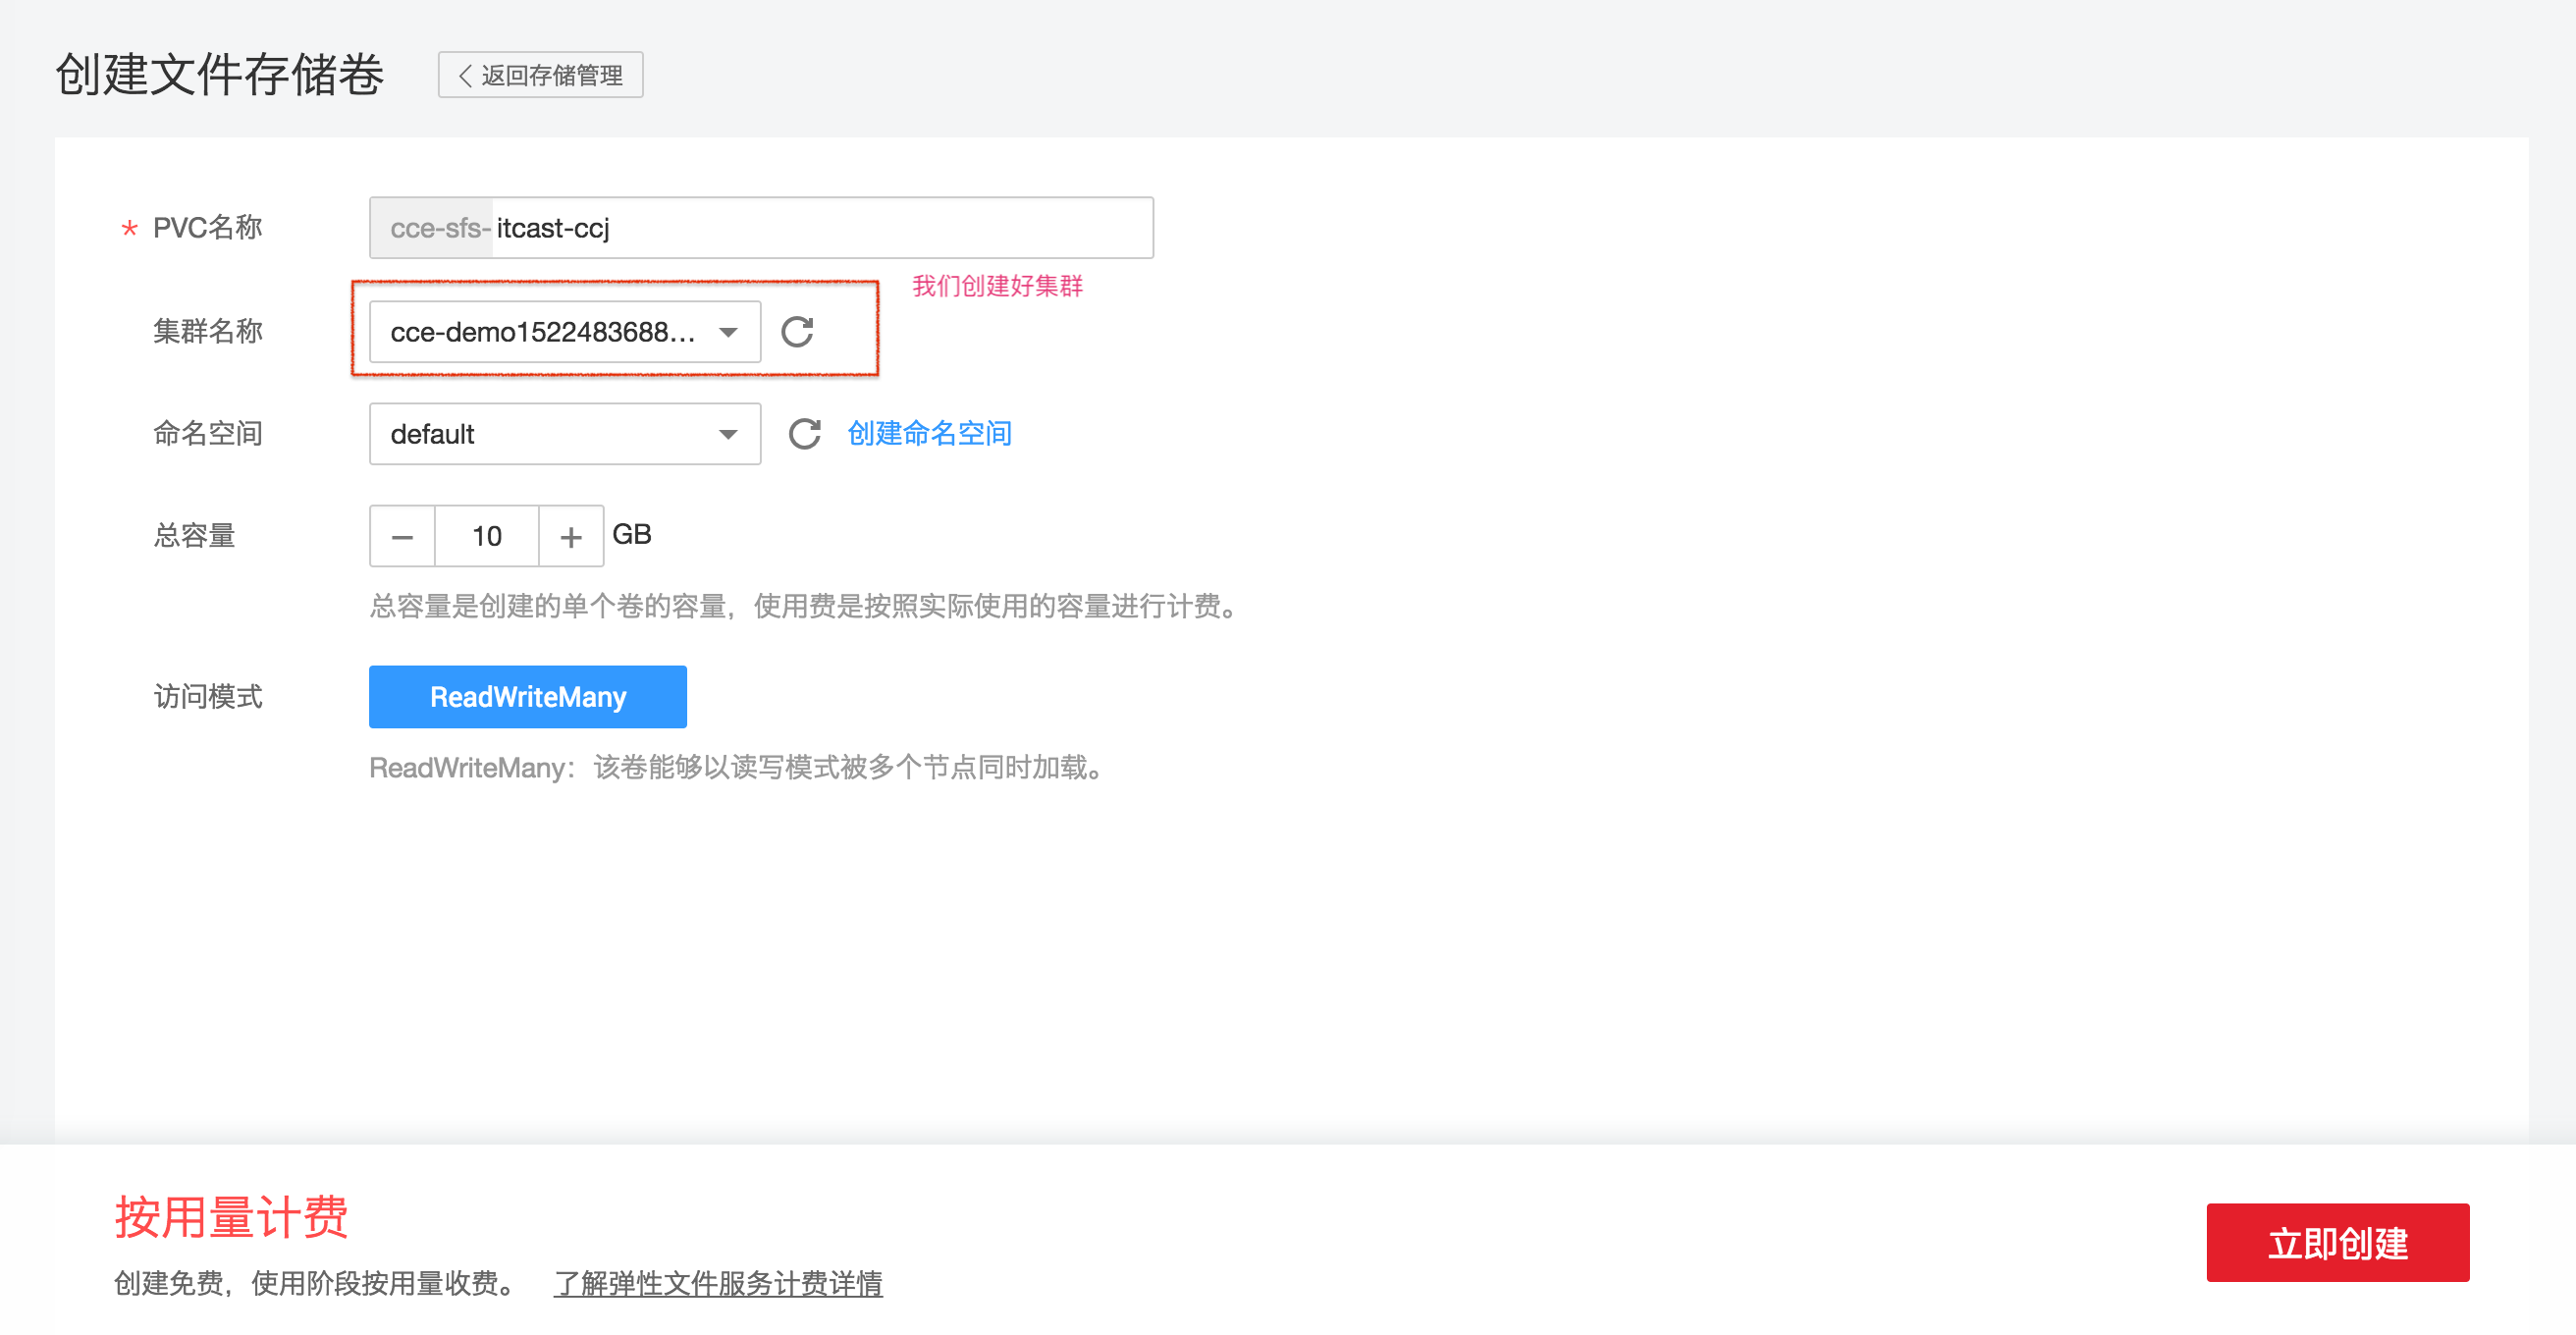 创建文件存储卷 返回存储管理
* PVC名称 cce-sfs- itcast-ccj
我们创建好集群
集群名称 cce-demo1522483688...
命名空间 default 创建命名空间
总容量 − 10 + GB
总容量是创建的单个卷的容量，使用费是按照实际使用的容量进行计费。
访问模式 ReadWriteMany
ReadWriteMany：该卷能够以读写模式被多个节点同时加载。
按用量计费
创建免费，使用阶段按用量收费。 了解弹性文件服务计费详情
立即创建